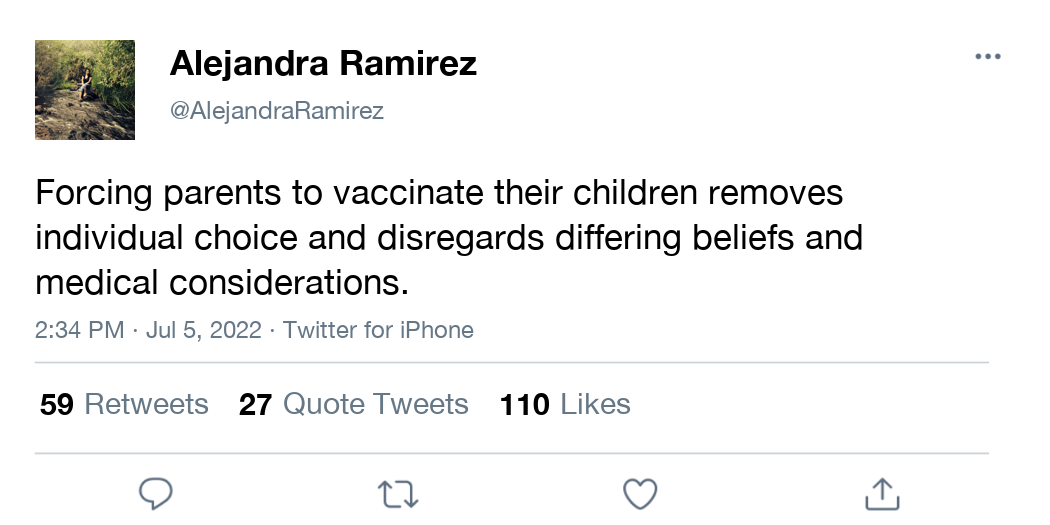 Alejandra Ramirez
@AlejandraRamirez
Forcing parents to vaccinate their children removes
individual choice and disregards differing beliefs and
medical considerations.
2:34 PM · Jul 5, 2022 · Twitter for iPhone
59 Retweets 27 Quote Tweets 110 Likes